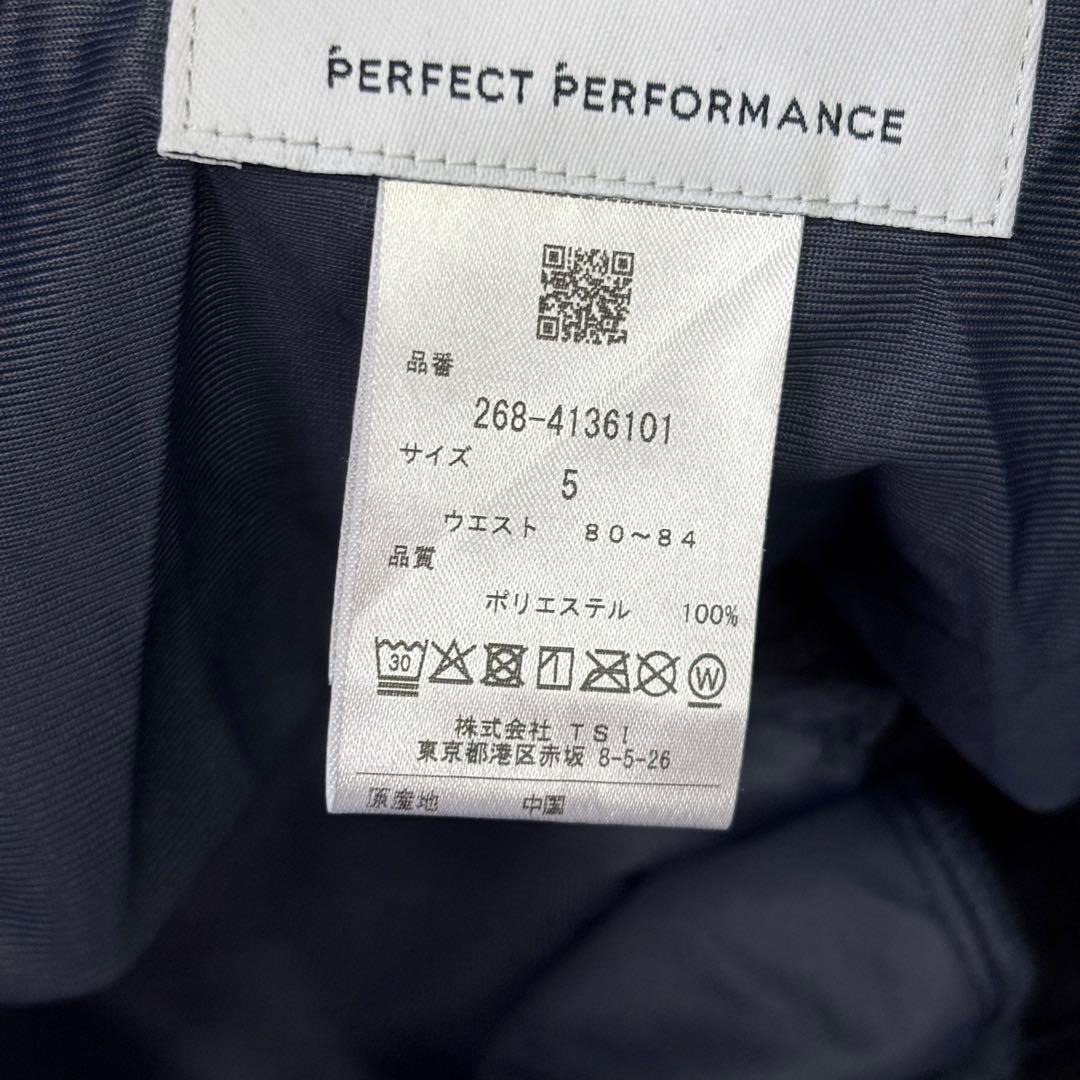 PERFECT PERFORMANCE
品番
268-4136101
サイズ
5
ウエスト 80～84
品質
ポリエステル 100%
30
W
株式会社 TSI
東京都港区赤坂 8-5-26
原産地 中国